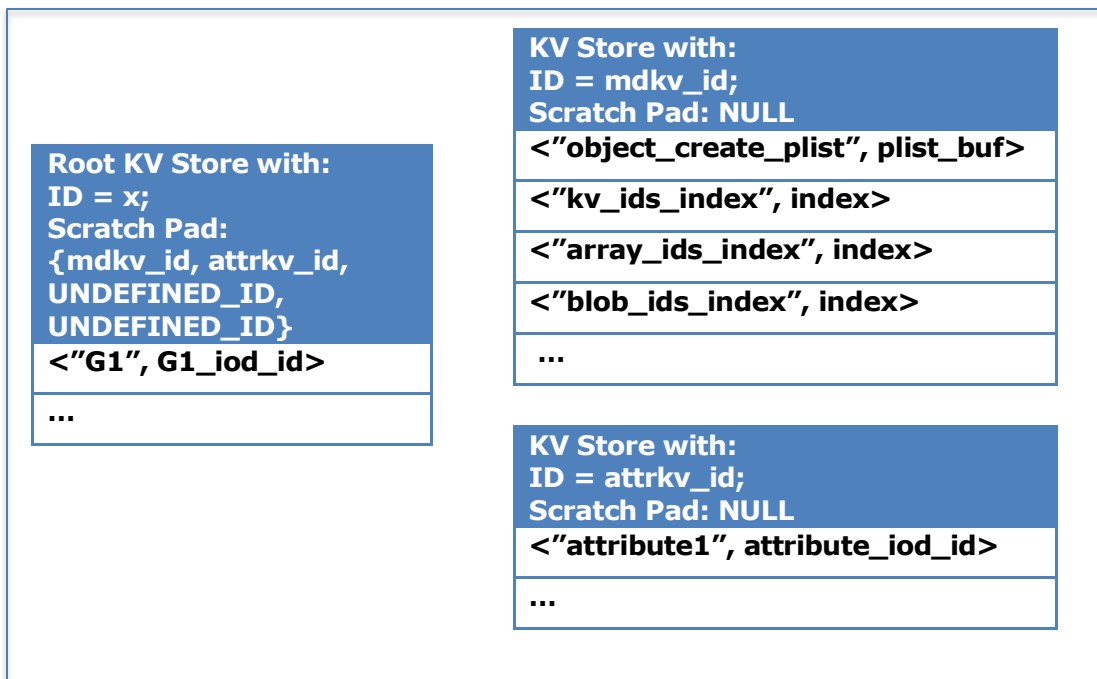 Root KV Store with:
ID = x;
Scratch Pad:
{mdkv_id, attrkv_id,
UNDEFINED_ID,
UNDEFINED_ID}
<”G1”, G1_iod_id>
...
KV Store with:
ID = mdkv_id;
Scratch Pad: NULL
<”object_create_plist”, plist_buf>
<”kv_ids_index”, index>
<”array_ids_index”, index>
<”blob_ids_index”, index>
...
KV Store with:
ID = attrkv_id;
Scratch Pad: NULL
<”attribute1”, attribute_iod_id>
...